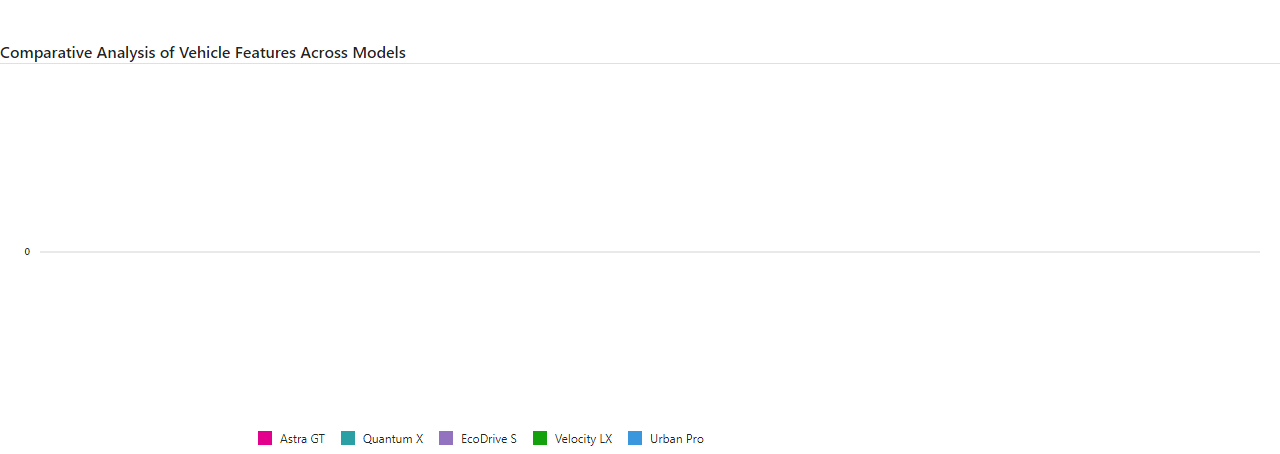 Comparative Analysis of Vehicle Features Across Models
0
Astra GT Quantum X EcoDrive S Velocity LX Urban Pro